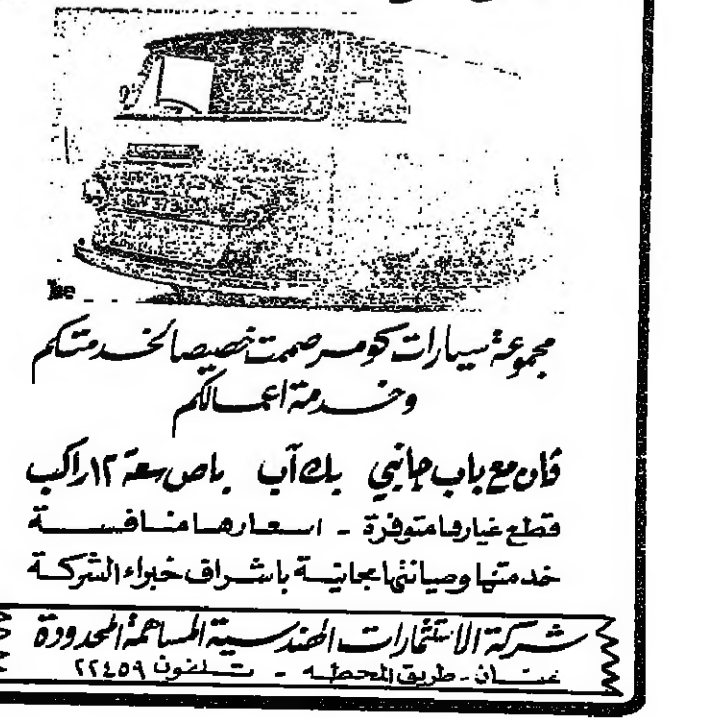 مجموعة سيارات كومر صممت خصيصا لخدمتكم
وخدمة اعمالكم
ڤان مع باب جانبي بك آب باص سعة ١٢ راكب
قطع غيارها متوفرة - اسعارها منافسة
خدمتها وصيانتها مجانية باشراف خبراء الشركة
شركة الاستثمارات الهندسية المساهمة المحدودة
عمان - طريق المحطه - تلفون ٢٢٤٥٩